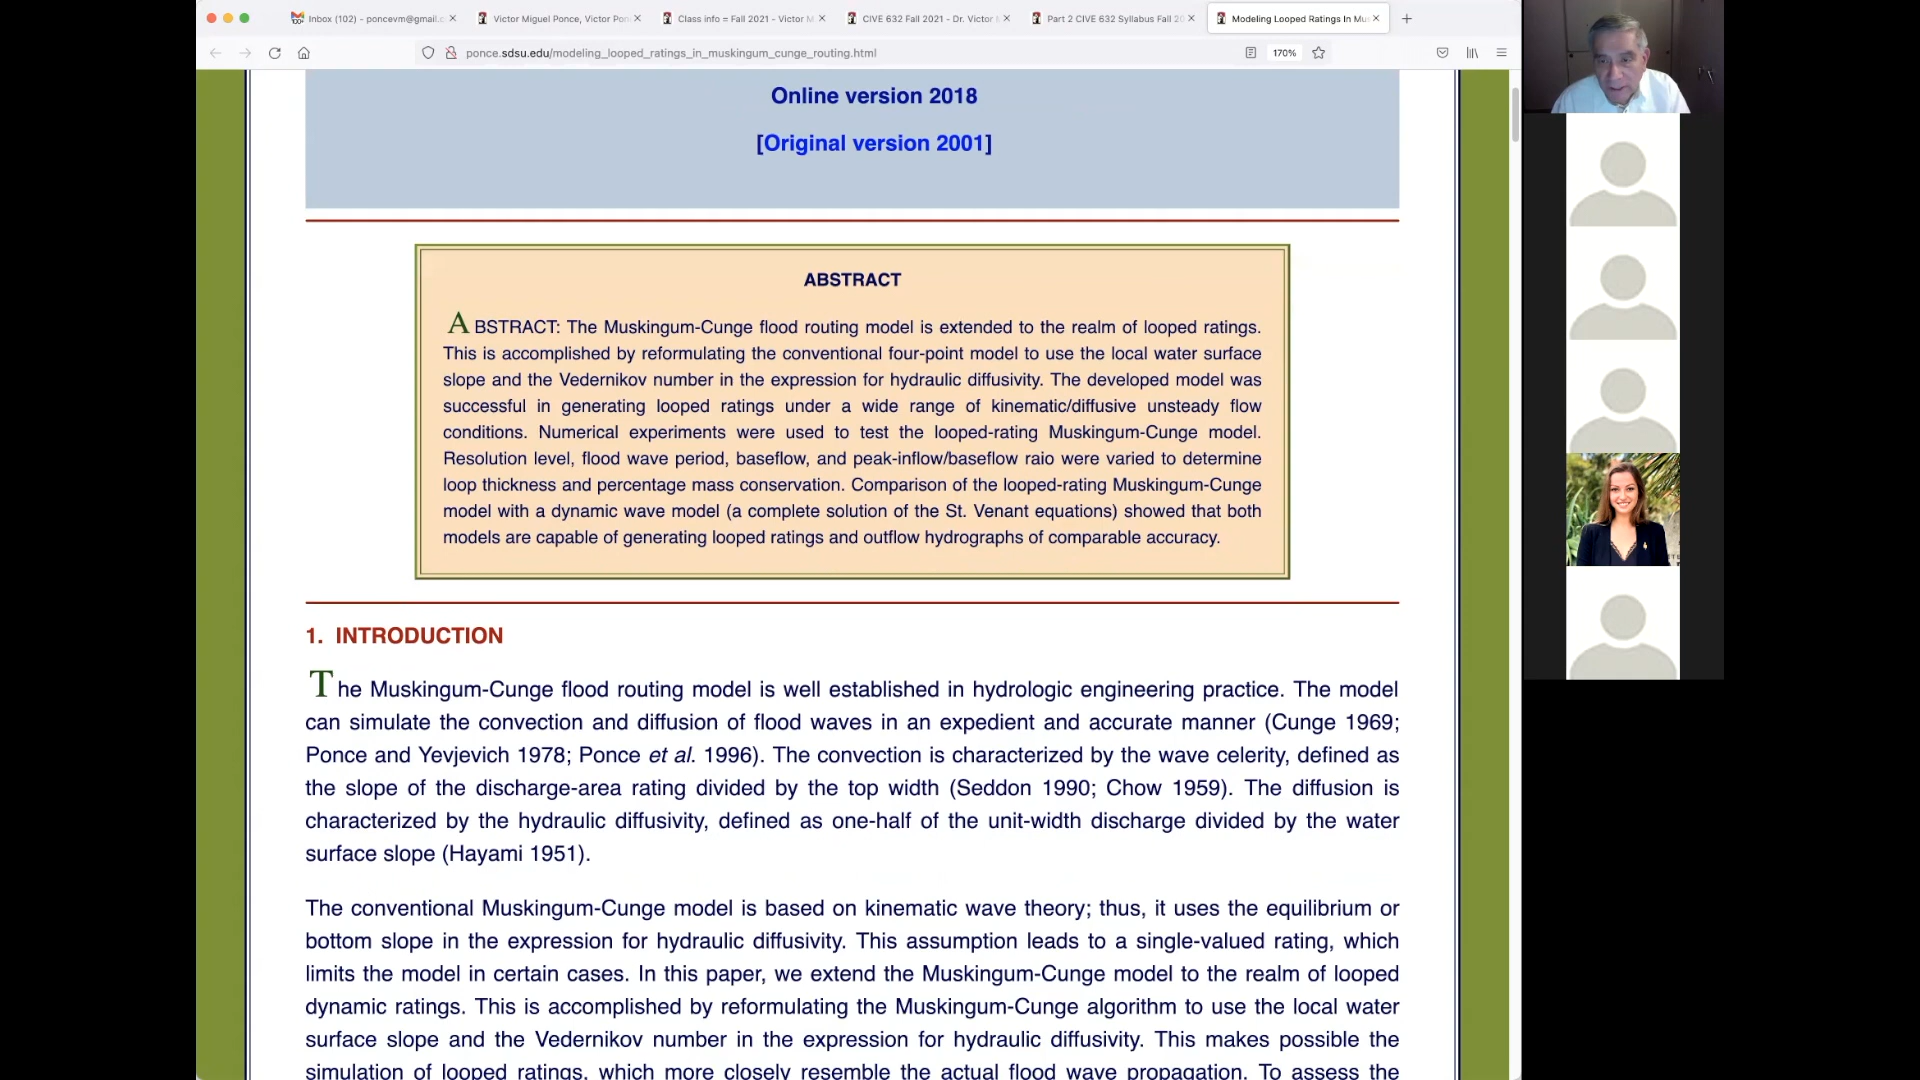 Inbox (102) - poncevm@gmail.c
Victor Miguel Ponce, Victor Pon
Class info = Fall 2021 - Victor M
CIVE 632 Fall 2021 - Dr. Victor
Part 2 CIVE 632 Syllabus Fall 20
Modeling Looped Ratings In Mu
ponce.sdsu.edu/modeling_looped_ratings_in_muskingum_cunge_routing.html
170%
Online version 2018
[Original version 2001]
ABSTRACT
ABSTRACT: The Muskingum-Cunge flood routing model is extended to the realm of looped ratings.
This is accomplished by reformulating the conventional four-point model to use the local water surface
slope and the Vedernikov number in the expression for hydraulic diffusivity. The developed model was
successful in generating looped ratings under a wide range of kinematic/diffusive unsteady flow
conditions. Numerical experiments were used to test the looped-rating Muskingum-Cunge model.
Resolution level, flood wave period, baseflow, and peak-inflow/baseflow raio were varied to determine
loop thickness and percentage mass conservation. Comparison of the looped-rating Muskingum-Cunge
model with a dynamic wave model (a complete solution of the St. Venant equations) showed that both
models are capable of generating looped ratings and outflow hydrographs of comparable accuracy.
1. INTRODUCTION
The Muskingum-Cunge flood routing model is well established in hydrologic engineering practice. The model
can simulate the convection and diffusion of flood waves in an expedient and accurate manner (Cunge 1969;
Ponce and Yevjevich 1978; Ponce et al. 1996). The convection is characterized by the wave celerity, defined as
the slope of the discharge-area rating divided by the top width (Seddon 1990; Chow 1959). The diffusion is
characterized by the hydraulic diffusivity, defined as one-half of the unit-width discharge divided by the water
surface slope (Hayami 1951).
The conventional Muskingum-Cunge model is based on kinematic wave theory; thus, it uses the equilibrium or
bottom slope in the expression for hydraulic diffusivity. This assumption leads to a single-valued rating, which
limits the model in certain cases. In this paper, we extend the Muskingum-Cunge model to the realm of looped
dynamic ratings. This is accomplished by reformulating the Muskingum-Cunge algorithm to use the local water
surface slope and the Vedernikov number in the expression for hydraulic diffusivity. This makes possible the
simulation of looped ratings, which more closely resemble the actual flood wave propagation. To assess the